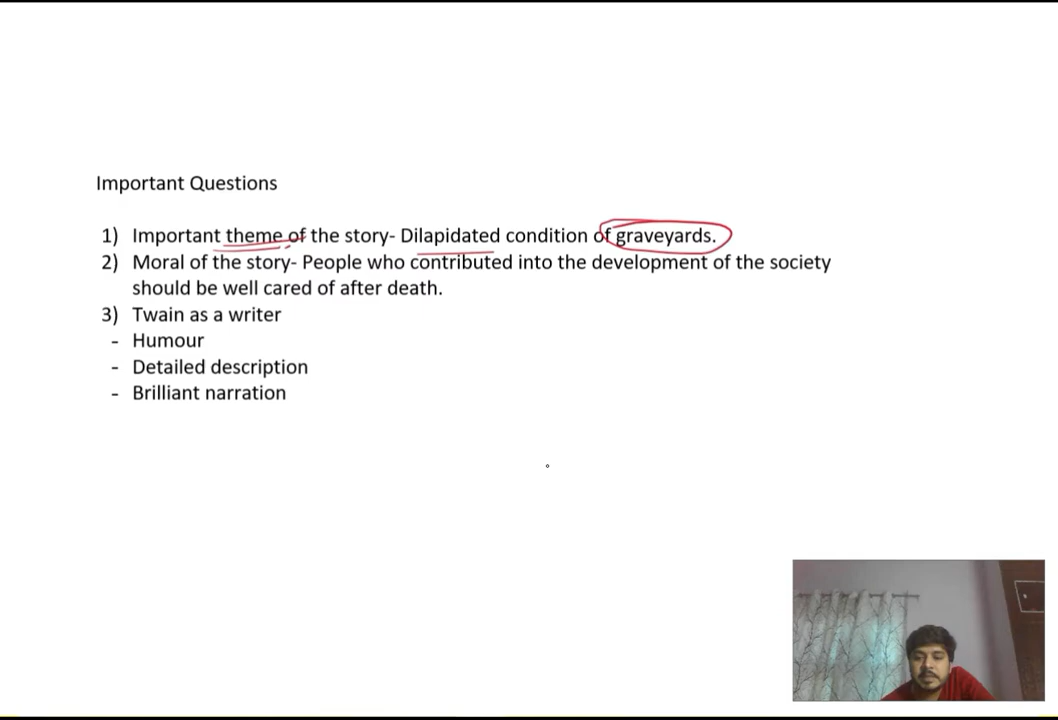 Important Questions
1) Important theme of the story- Dilapidated condition of graveyards.
2) Moral of the story- People who contributed into the development of the society
should be well cared of after death.
3) Twain as a writer
- Humour
- Detailed description
- Brilliant narration